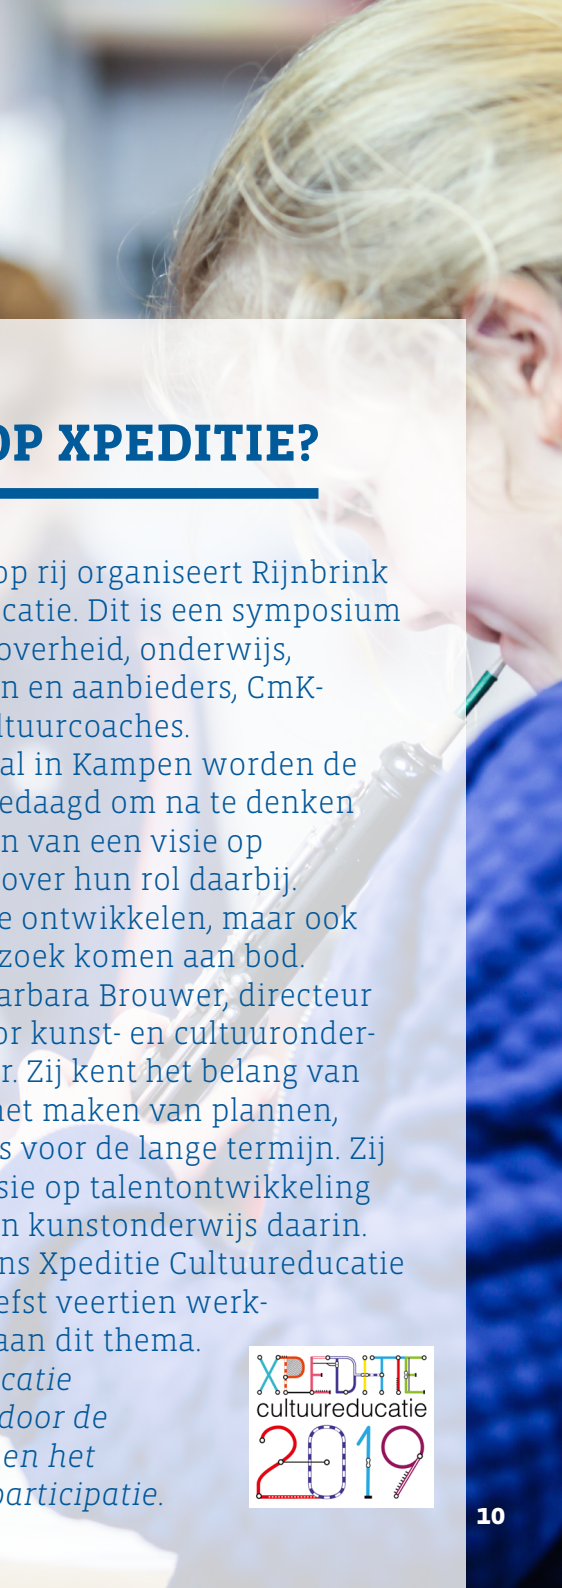 OP XPEDITIE?
op rij organiseert Rijnbrink
catie. Dit is een symposium
overheid, onderwijs,
n en aanbieders, CmK-
ltuurcoaches.
al in Kampen worden de
edaagd om na te denken
n van een visie op
over hun rol daarbij.
e ontwikkelen, maar ook
zoek komen aan bod.
arbara Brouwer, directeur
or kunst- en cultuuronder-
r. Zij kent het belang van
het maken van plannen,
s voor de lange termijn. Zij
sie op talentontwikkeling
n kunstonderwijs daarin.
ns Xpeditie Cultuureducatie
efst veertien werk-
aan dit thema.
catie
door de
en het
participatie.
XPEDITIE
cultuureducatie
2019
10